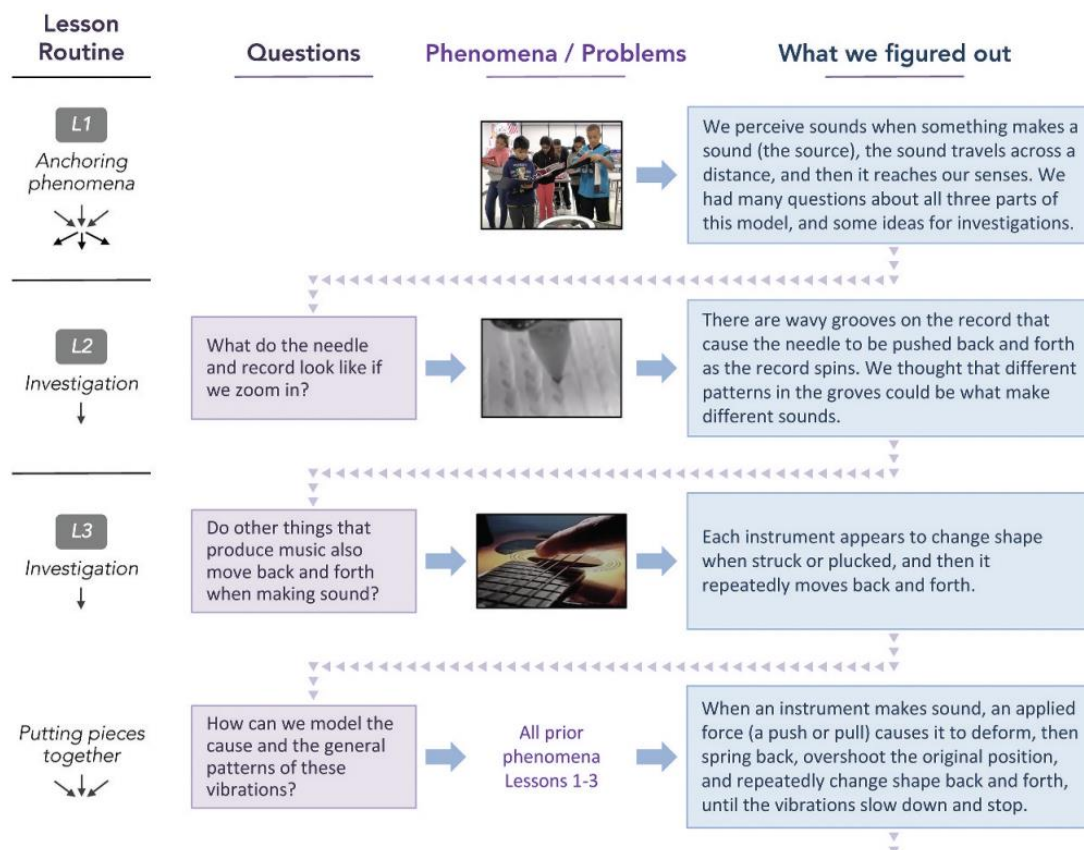 Lesson
Routine
Questions
Phenomena / Problems
What we figured out
L1
Anchoring
phenomena
We perceive sounds when something makes a
sound (the source), the sound travels across a
distance, and then it reaches our senses. We
had many questions about all three parts of
this model, and some ideas for investigations.
L2
Investigation
What do the needle
and record look like if
we zoom in?
There are wavy grooves on the record that
cause the needle to be pushed back and forth
as the record spins. We thought that different
patterns in the groves could be what make
different sounds.
L3
Investigation
Do other things that
produce music also
move back and forth
when making sound?
Each instrument appears to change shape
when struck or plucked, and then it
repeatedly moves back and forth.
Putting pieces
together
How can we model the
cause and the general
patterns of these
vibrations?
All prior
phenomena
Lessons 1-3
When an instrument makes sound, an applied
force (a push or pull) causes it to deform, then
spring back, overshoot the original position,
and repeatedly change shape back and forth,
until the vibrations slow down and stop.